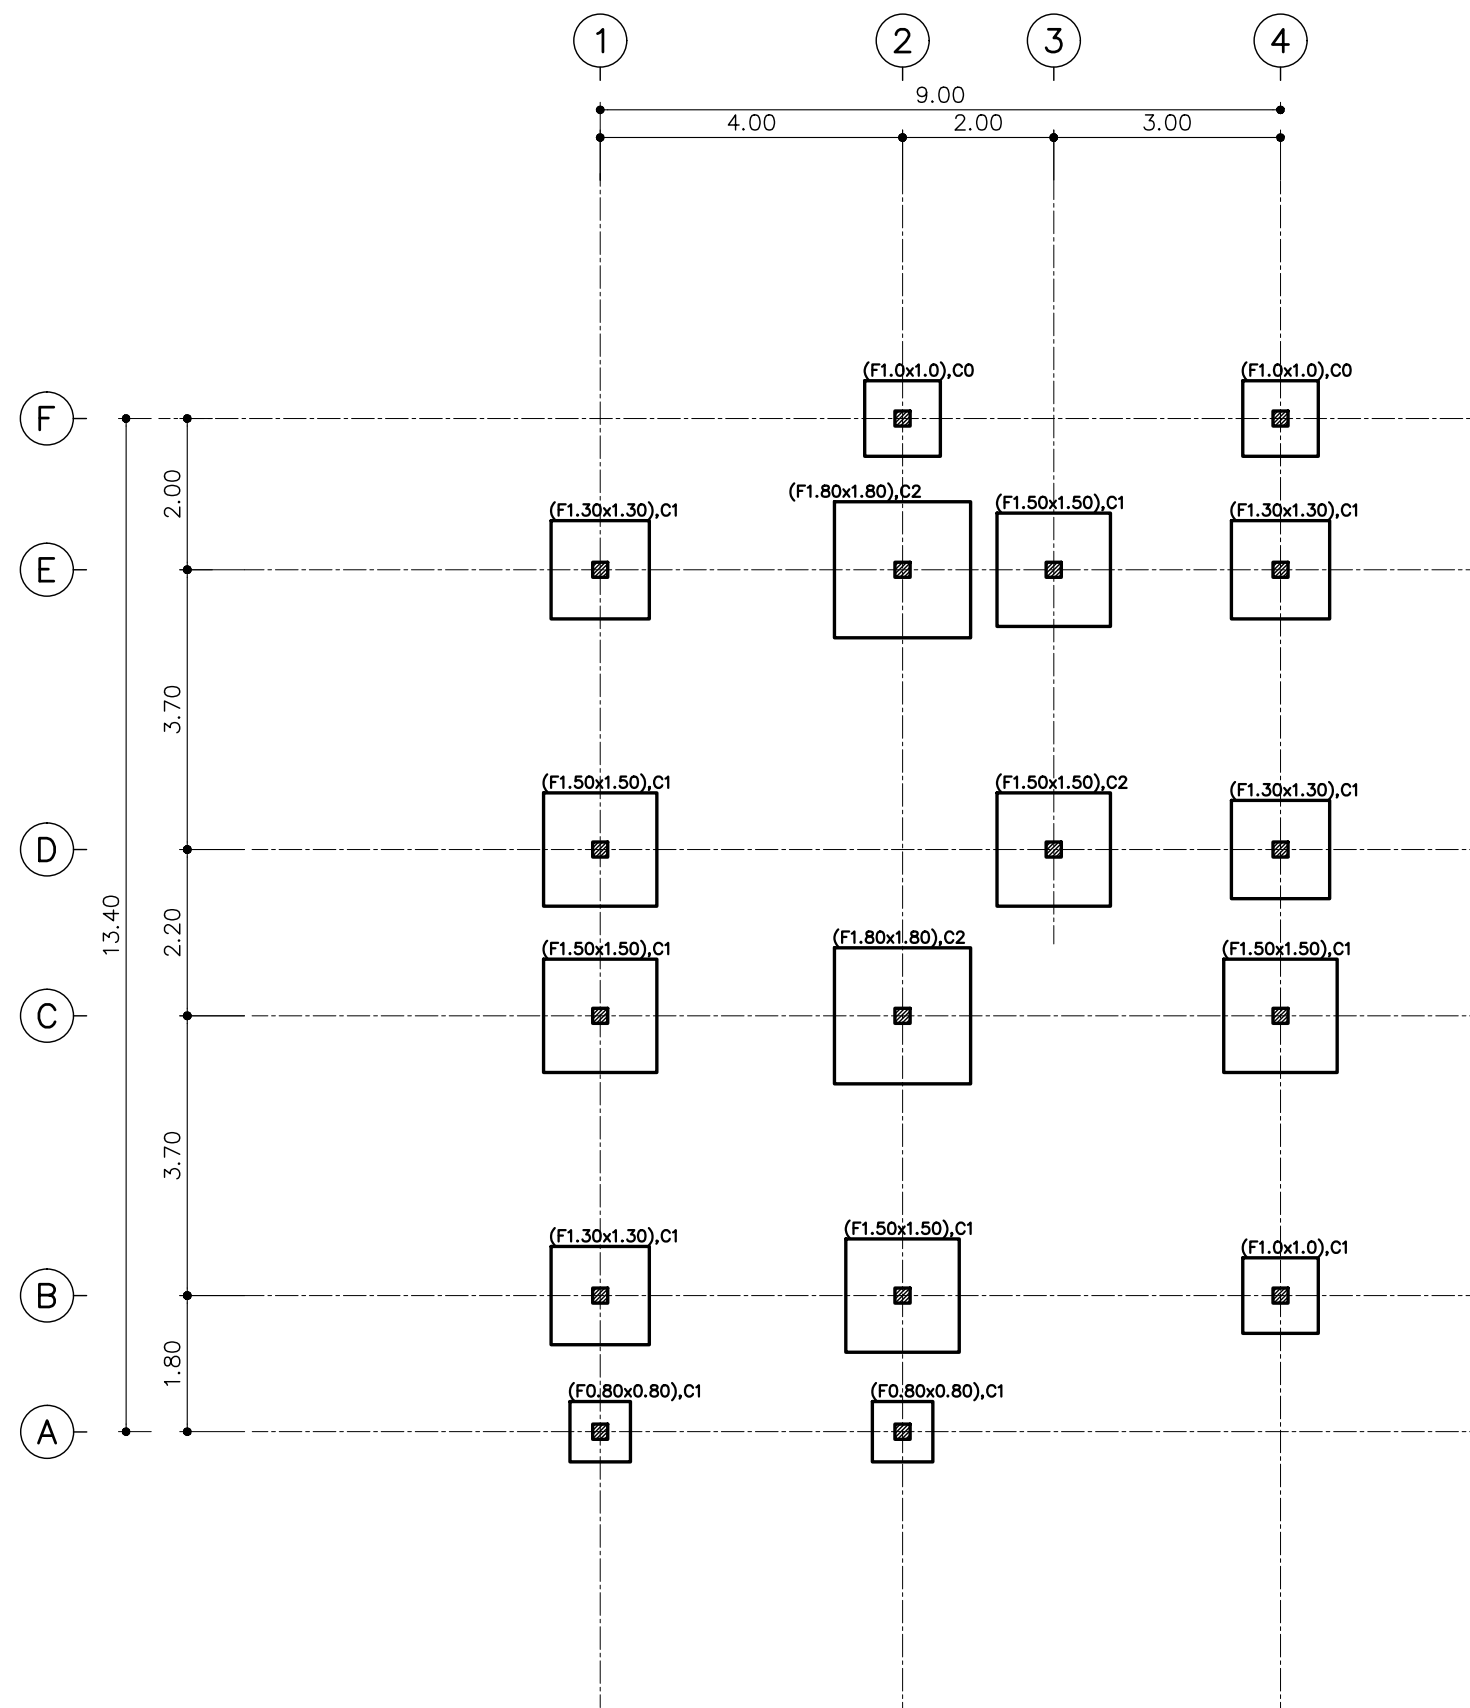 1 2 3 4
9.00
4.00 2.00 3.00
(F1.0x1.0),C0 (F1.0x1.0),C0
F
2.00
(F1.80x1.80),C2
(F1.50x1.50),C1
(F1.30x1.30),C1 (F1.30x1.30),C1
E
3.70
(F1.50x1.50),C1 (F1.50x1.50),C2
(F1.30x1.30),C1
D
13.40
2.20
(F1.80x1.80),C2
(F1.50x1.50),C1 (F1.50x1.50),C1
C
3.70
(F1.50x1.50),C1
(F1.30x1.30),C1
(F1.0x1.0),C1
B
1.80
(F0.80x0.80),C1 (F0.80x0.80),C1
A